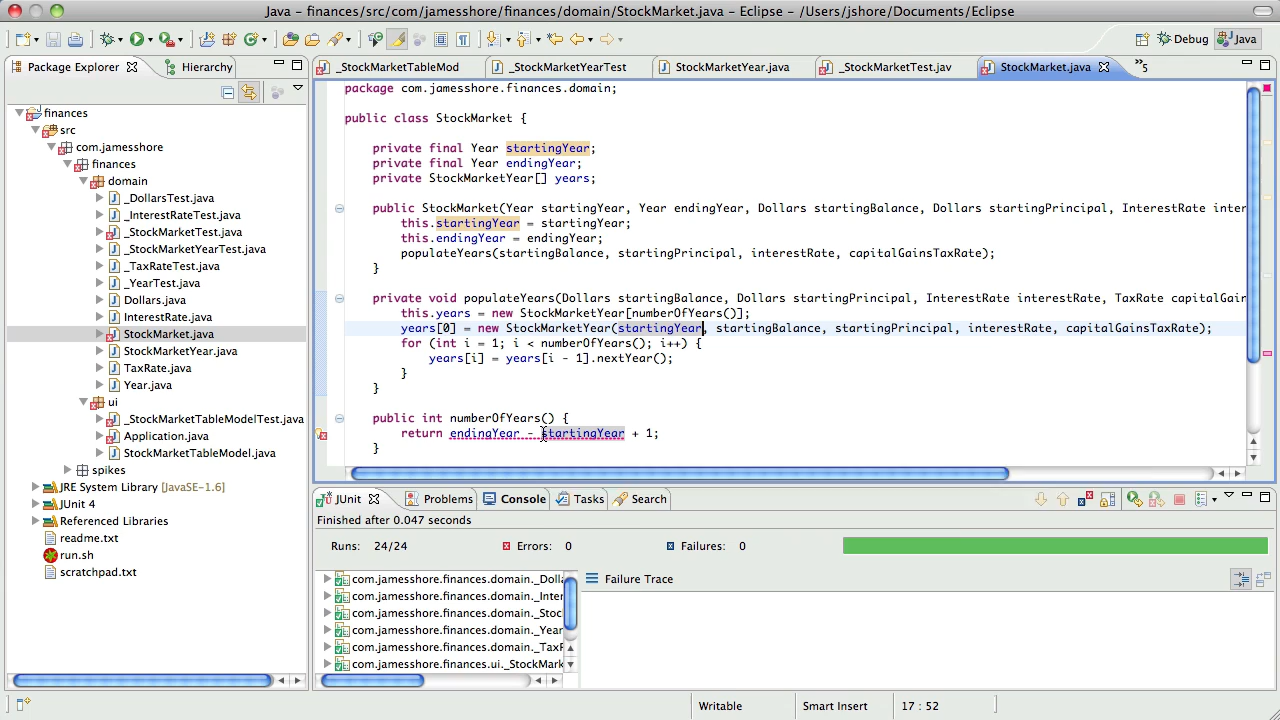 Java - finances/src/com/jamesshore/finances/domain/StockMarket.java - Eclipse - /Users/jshore/Documents/Eclipse
Debug
Java
Package Explorer
Hierarchy
_StockMarketTableMod
_StockMarketYearTest
StockMarketYear.java
_StockMarketTest.jav
StockMarket.java
»5
finances
src
com.jamesshore
finances
domain
_DollarsTest.java
_InterestRateTest.java
_StockMarketTest.java
_StockMarketYearTest.java
_TaxRateTest.java
_YearTest.java
Dollars.java
InterestRate.java
StockMarket.java
StockMarketYear.java
TaxRate.java
Year.java
ui
_StockMarketTableModelTest.java
Application.java
StockMarketTableModel.java
spikes
JRE System Library [JavaSE-1.6]
JUnit 4
Referenced Libraries
readme.txt
run.sh
scratchpad.txt
package com.jamesshore.finances.domain;
public class StockMarket {
private final Year startingYear;
private final Year endingYear;
private StockMarketYear[] years;
public StockMarket(Year startingYear, Year endingYear, Dollars startingBalance, Dollars startingPrincipal, InterestRate inter
this.startingYear = startingYear;
this.endingYear = endingYear;
populateYears(startingBalance, startingPrincipal, interestRate, capitalGainsTaxRate);
}
private void populateYears(Dollars startingBalance, Dollars startingPrincipal, InterestRate interestRate, TaxRate capitalGain
this.years = new StockMarketYear[numberOfYears()];
years[0] = new StockMarketYear(startingYear, startingBalance, startingPrincipal, interestRate, capitalGainsTaxRate);
for (int i = 1; i < numberOfYears(); i++) {
years[i] = years[i - 1].nextYear();
}
}
public int numberOfYears() {
return endingYear - startingYear + 1;
}
JUnit
Problems
Console
Tasks
Search
Finished after 0.047 seconds
Runs: 24/24
Errors: 0
Failures: 0
com.jamesshore.finances.domain._Dolla
com.jamesshore.finances.domain._Inter
com.jamesshore.finances.domain._Stoc
com.jamesshore.finances.domain._Year
com.jamesshore.finances.domain._TaxR
com.jamesshore.finances.ui._StockMark
Failure Trace
Writable
Smart Insert
17 : 52